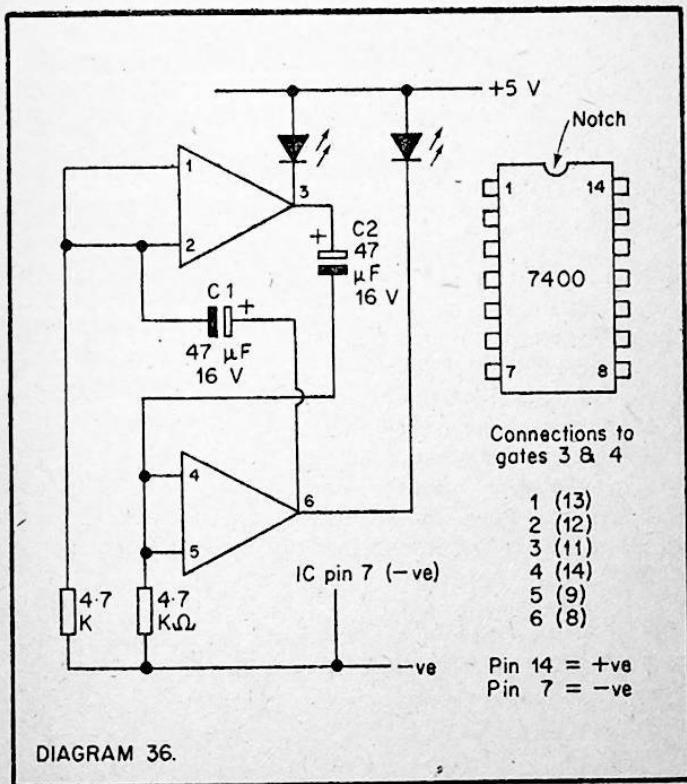 +5 V
Notch
1
2
3
+
C2
47
µF
16 V
C1
+
47 µF
16 V
4
5
6
1
14
7400
7
8
Connections to
gates 3 & 4
1 (13)
2 (12)
3 (11)
4 (14)
5 (9)
6 (8)
IC pin 7 (-ve)
4·7
K
4·7
KΩ
-ve
Pin 14 = +ve
Pin 7 = -ve
DIAGRAM 36.